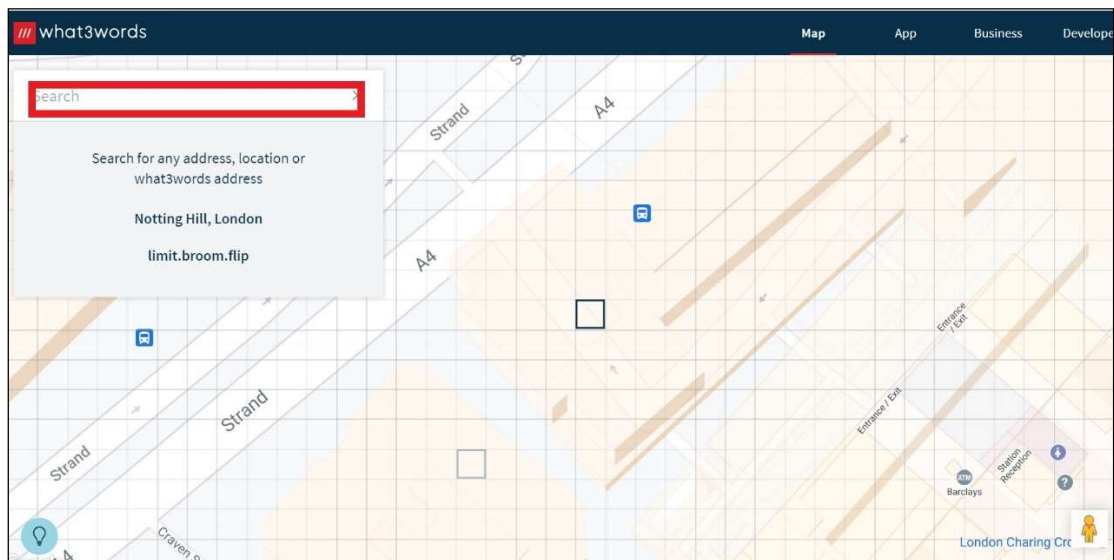 what3words
Map
App
Business
Develope
Search
Search for any address, location or
what3words address
Notting Hill, London
limit.broom.flip
Strand
A4
A4
Strand
Strand
Entrance
/ Exit
Entrance / Exit
Station
Reception
ATM
Barclays
?
London Charing Cro
Craven S
A